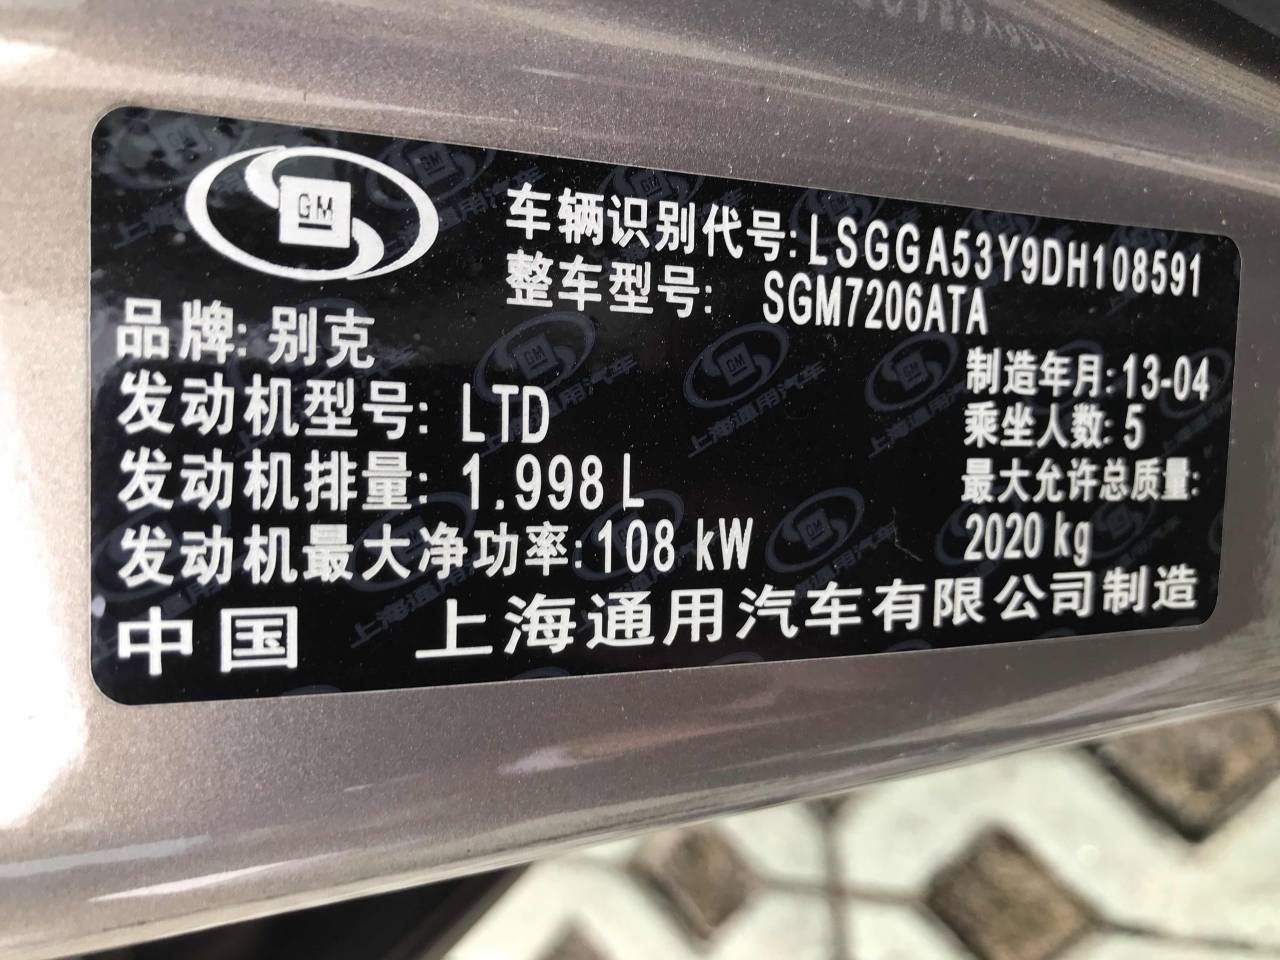 GM
车辆识别代号:LSGGA53Y9DH108591
整车型号: SGM7206ATA
品牌:别克
制造年月:13-04
发动机型号: LTD
乘坐人数:5
发动机排量: 1.998 L
最大允许总质量:
2020 kg
发动机最大净功率:108 kW
中国 上海通用汽车有限公司制造